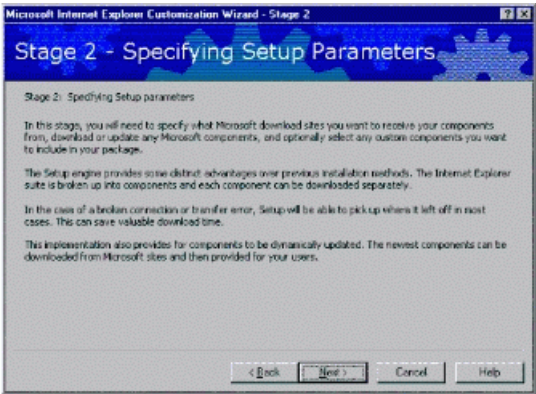 Microsoft Internet Explorer Customization Wizard - Stage 2
Stage 2 - Specifying Setup Parameters
Stage 2: Specifying Setup parameters
In this stage, you will need to specify what Microsoft download sites you want to receive your components
from, download or update any Microsoft components, and optionally select any custom components you want
to include in your package.
The Setup engine provides some distinct advantages over previous installation methods. The Internet Explorer
suite is broken up into components and each component can be downloaded separately.
In the case of a broken connection or transfer error, Setup will be able to pick up where it left off in most
cases. This can save valuable download time.
This implementation also provides for components to be dynamically updated. The newest components can be
downloaded from Microsoft sites and then provided for your users.
< Back Next > Cancel Help